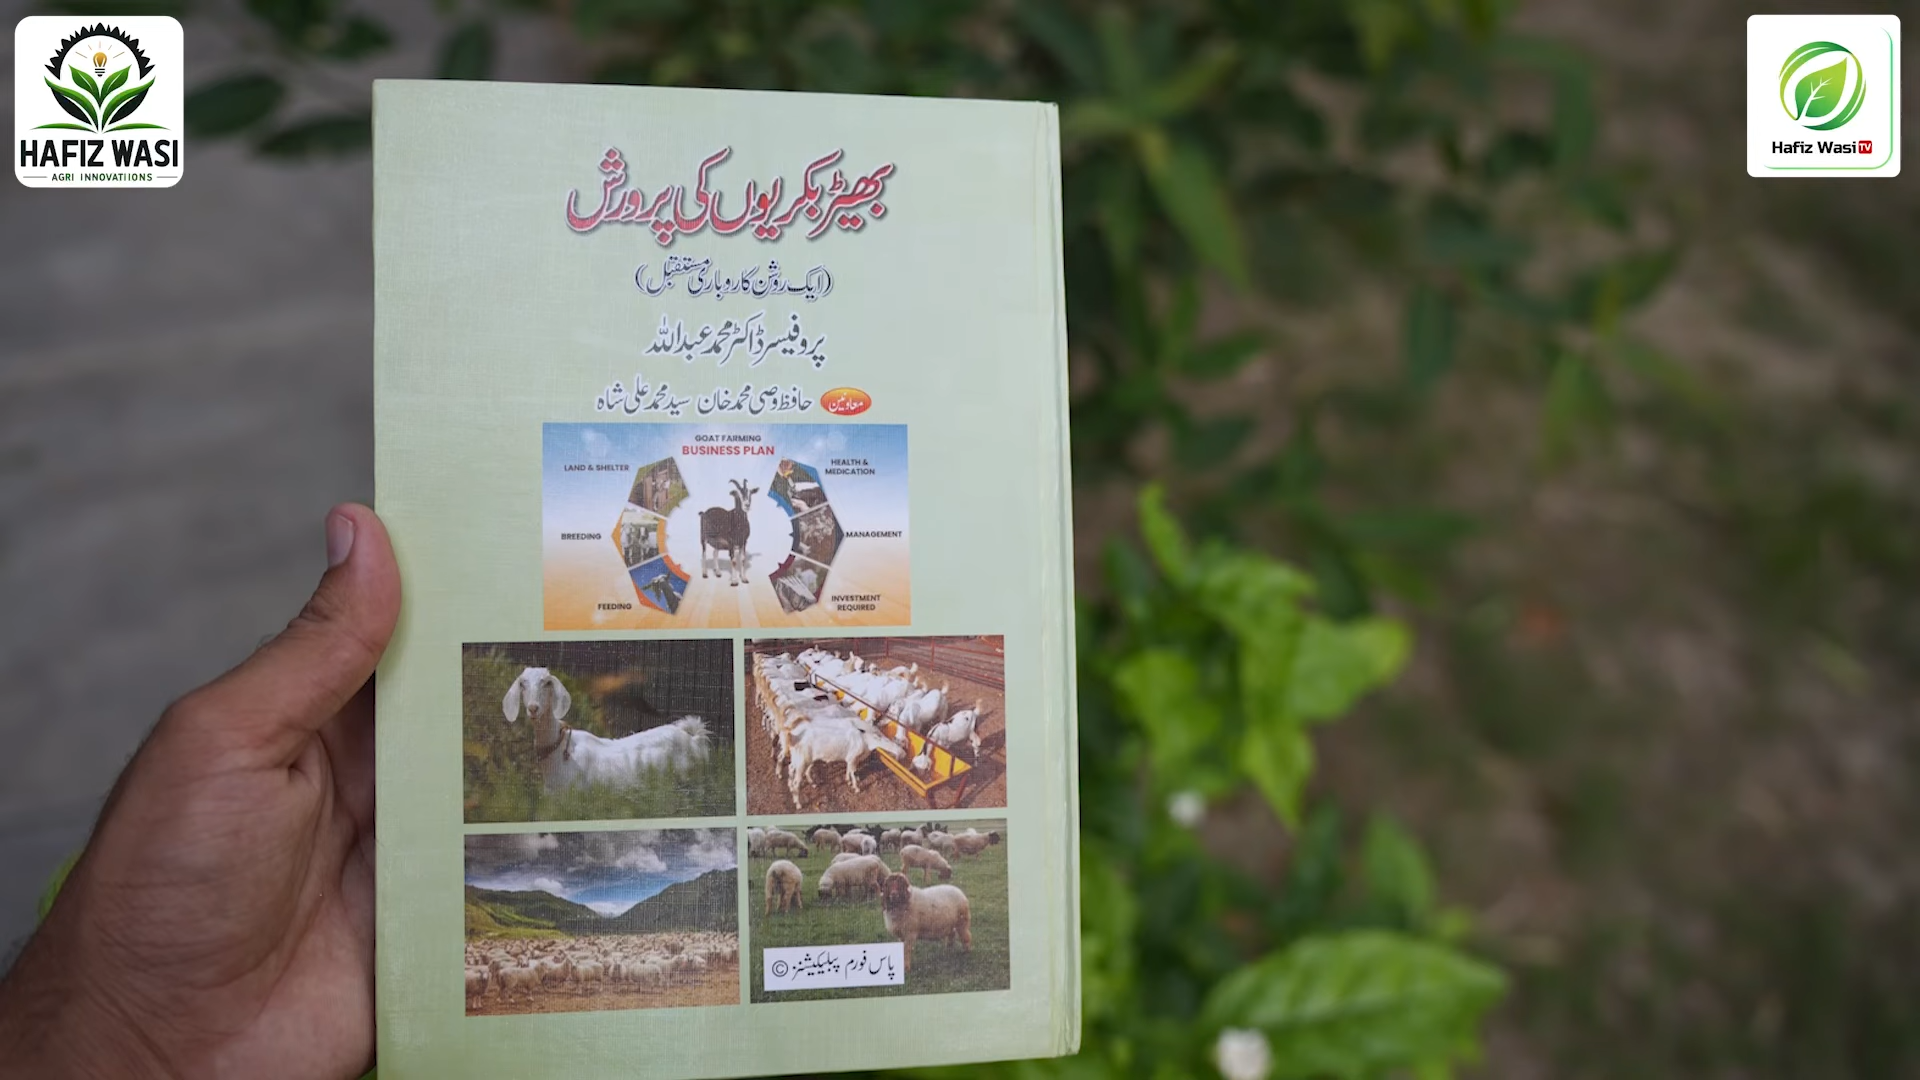 HAFIZ WASI
AGRI INNOVATIIONS
Hafiz Wasi TV
بھیڑ بکریوں کی پرورش
(ایک روشن کاروباری مستقبل)
پروفیسر ڈاکٹر محمد عبداللہ
معاونین حافظ وصی محمد خان سید محمد علی شاہ
GOAT FARMING
BUSINESS PLAN
LAND & SHELTER
HEALTH &
MEDICATION
BREEDING
MANAGEMENT
FEEDING
INVESTMENT
REQUIRED
پاس فورم پبلیکیشنز ©